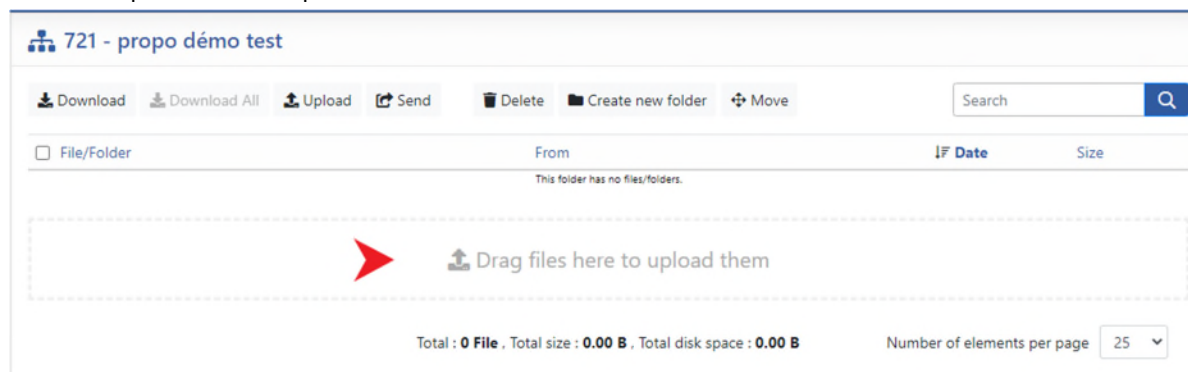 721 - propo démo test
Download Download All Upload Send Delete Create new folder Move Search
File/Folder From Date Size
This folder has no files/folders.
Drag files here to upload them
Total : 0 File , Total size : 0.00 B , Total disk space : 0.00 B Number of elements per page 25